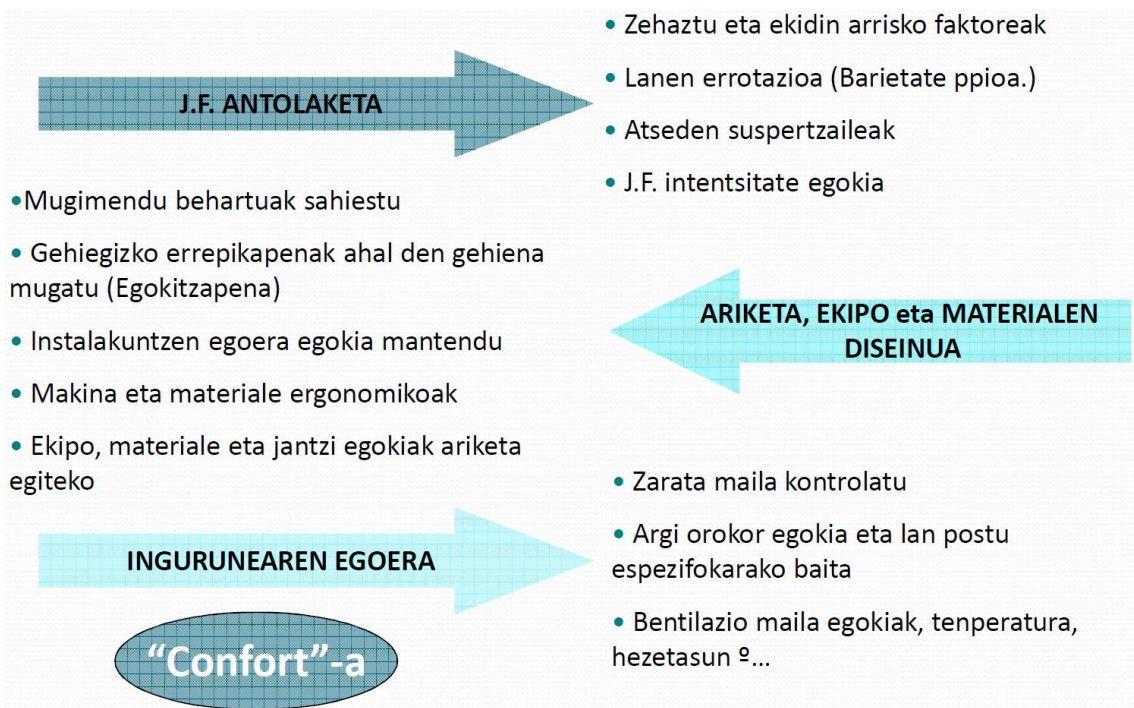 J.F. ANTOLAKETA
• Zehaztu eta ekidin arrisko faktoreak
• Lanen errotazioa (Barietate ppioa.)
• Atseden suspertzaileak
• J.F. intentsitate egokia
ARIKETA, EKIPO eta MATERIALEN
DISEINUA
•Mugimendu behartuak sahiestu
• Gehiegizko errepikapenak ahal den gehiena
mugatu (Egokitzapena)
• Instalakuntzen egoera egokia mantendu
• Makina eta materiale ergonomikoak
• Ekipo, materiale eta jantzi egokiak ariketa
egiteko
INGURUNEAREN EGOERA
• Zarata maila kontrolatu
• Argi orokor egokia eta lan postu
espezifokarako baita
• Bentilazio maila egokiak, tenperatura,
hezetasun º...
“Confort”-a